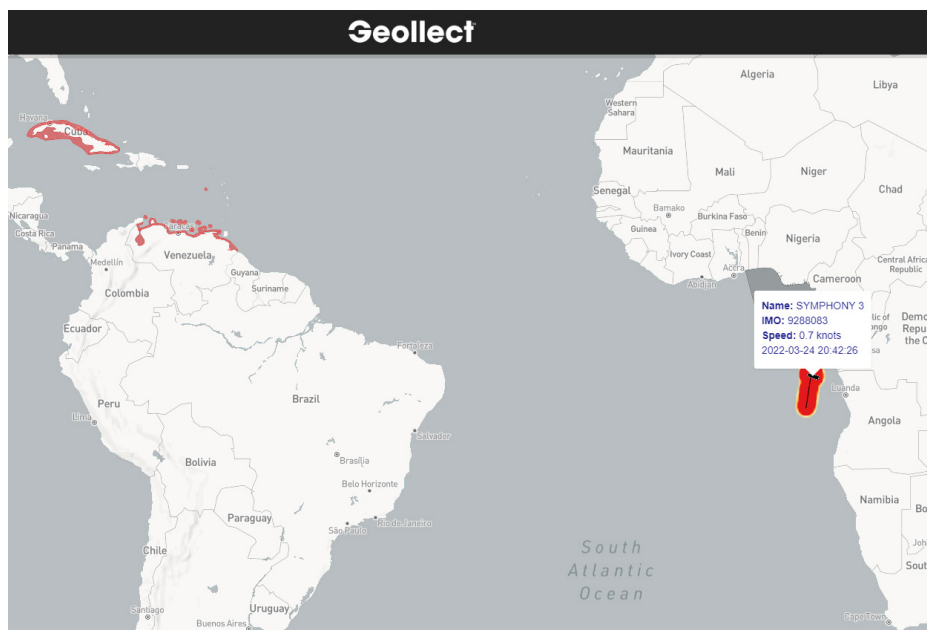 Geollect
Algeria
Libya
Western
Sahara
Havana
Cuba
Mauritania
Mali
Niger
Chad
Senegal
Bamako
Burkina Faso
Guinea
Benin
Nigeria
Nicaragua
Costa Rica
Panama
Venezuela
Medellín
Guyana
Suriname
Colombia
Ivory Coast
Accra
Abidjan
Central Africa
Republic
Cameroon
Name: SYMPHONY 3
IMO: 9288083
Speed: 0.7 knots
2022-03-24 20:42:26
Ecuador
Fortaleza
Peru
Brazil
Luanda
Angola
Salvador
Bolivia
Brasília
Belo Horizonte
Rio de Janeiro
São Paulo
Paraguay
Namibia
Chile
South
Atlantic
Ocean
Santiago
Uruguay
Buenos Aires
Cape Town